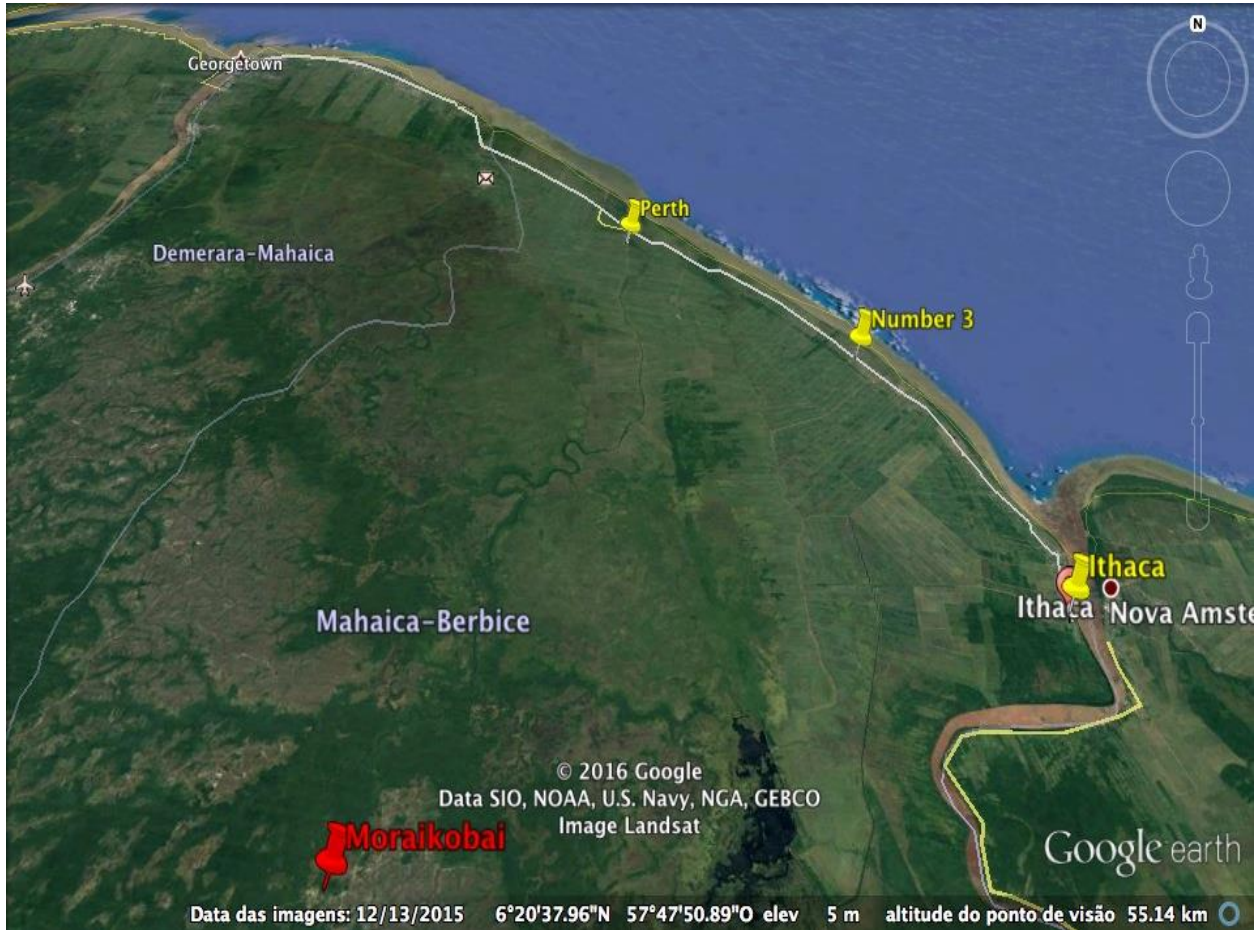 N
Georgetown
Perth
Demerara-Mahaica
Number 3
Ithaca
Ithaca
Nova Amste
Mahaica-Berbice
© 2016 Google
Data SIO, NOAA, U.S. Navy, NGA, GEBCO
Image Landsat
Moraikobai
Google earth
Data das imagens: 12/13/2015 6°20'37.96"N 57°47'50.89"O elev 5 m altitude do ponto de visão 55.14 km